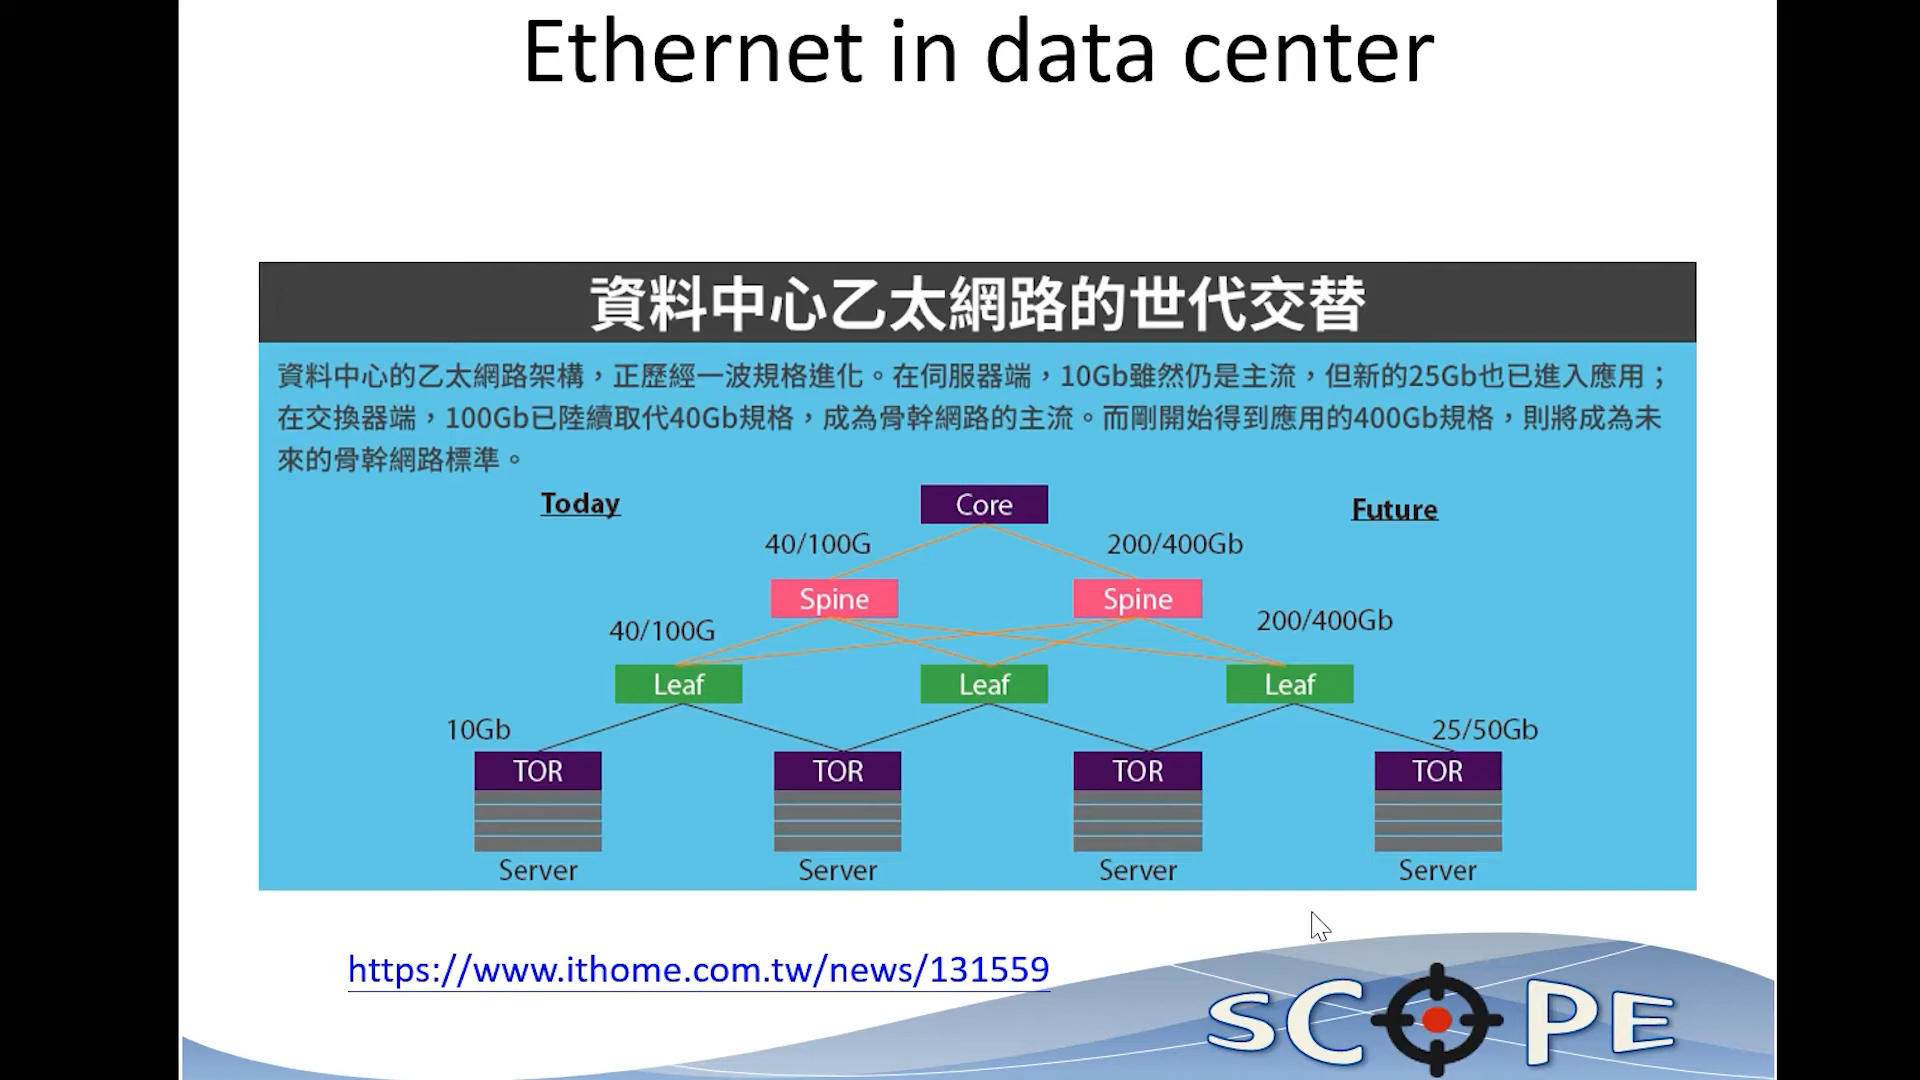 Ethernet in data center
資料中心乙太網路的世代交替
資料中心的乙太網路架構，正歷經一波規格進化。在伺服器端，10Gb雖然仍是主流，但新的25Gb也已進入應用；
在交換器端，100Gb已陸續取代40Gb規格，成為骨幹網路的主流。而剛開始得到應用的400Gb規格，則將成為未
來的骨幹網路標準。
Today
Core
Future
40/100G
200/400Gb
Spine
Spine
40/100G
200/400Gb
Leaf
Leaf
Leaf
10Gb
25/50Gb
TOR
TOR
TOR
TOR
Server
Server
Server
Server
https://www.ithome.com.tw/news/131559
SCOPE